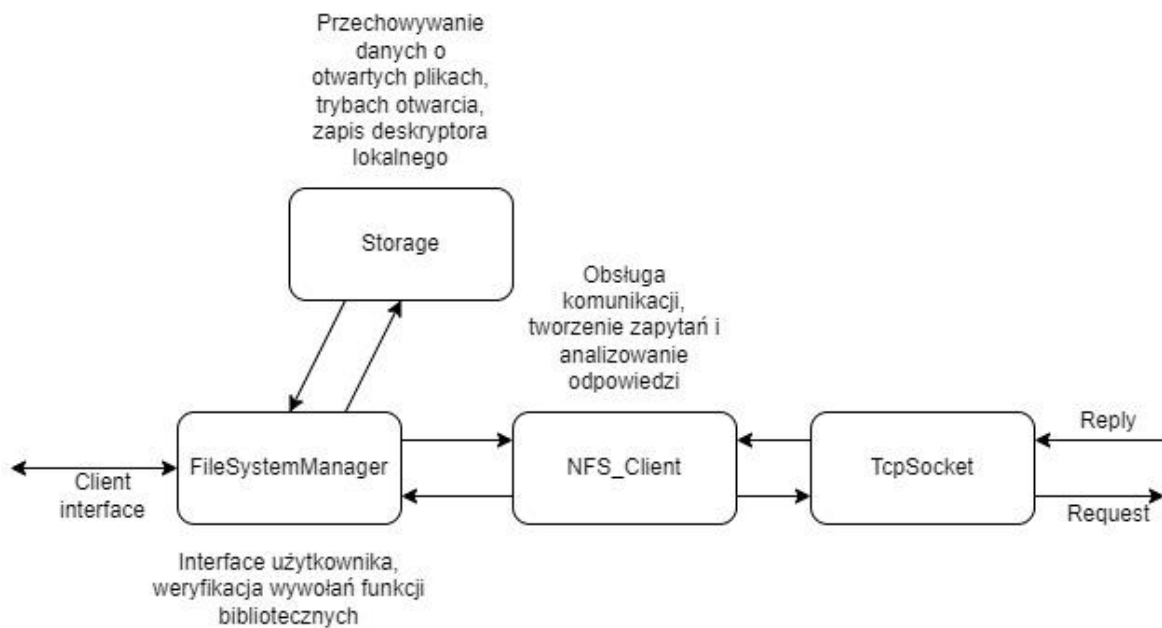 Przechowywanie
danych o
otwartych plikach,
trybach otwarcia,
zapis deskryptora
lokalnego
Storage
Obsługa
komunikacji,
tworzenie zapytań i
analizowanie
odpowiedzi
Client
interface
FileSystemManager
NFS_Client
TcpSocket
Reply
Request
Interface użytkownika,
weryfikacja wywołań funkcji
bibliotecznych